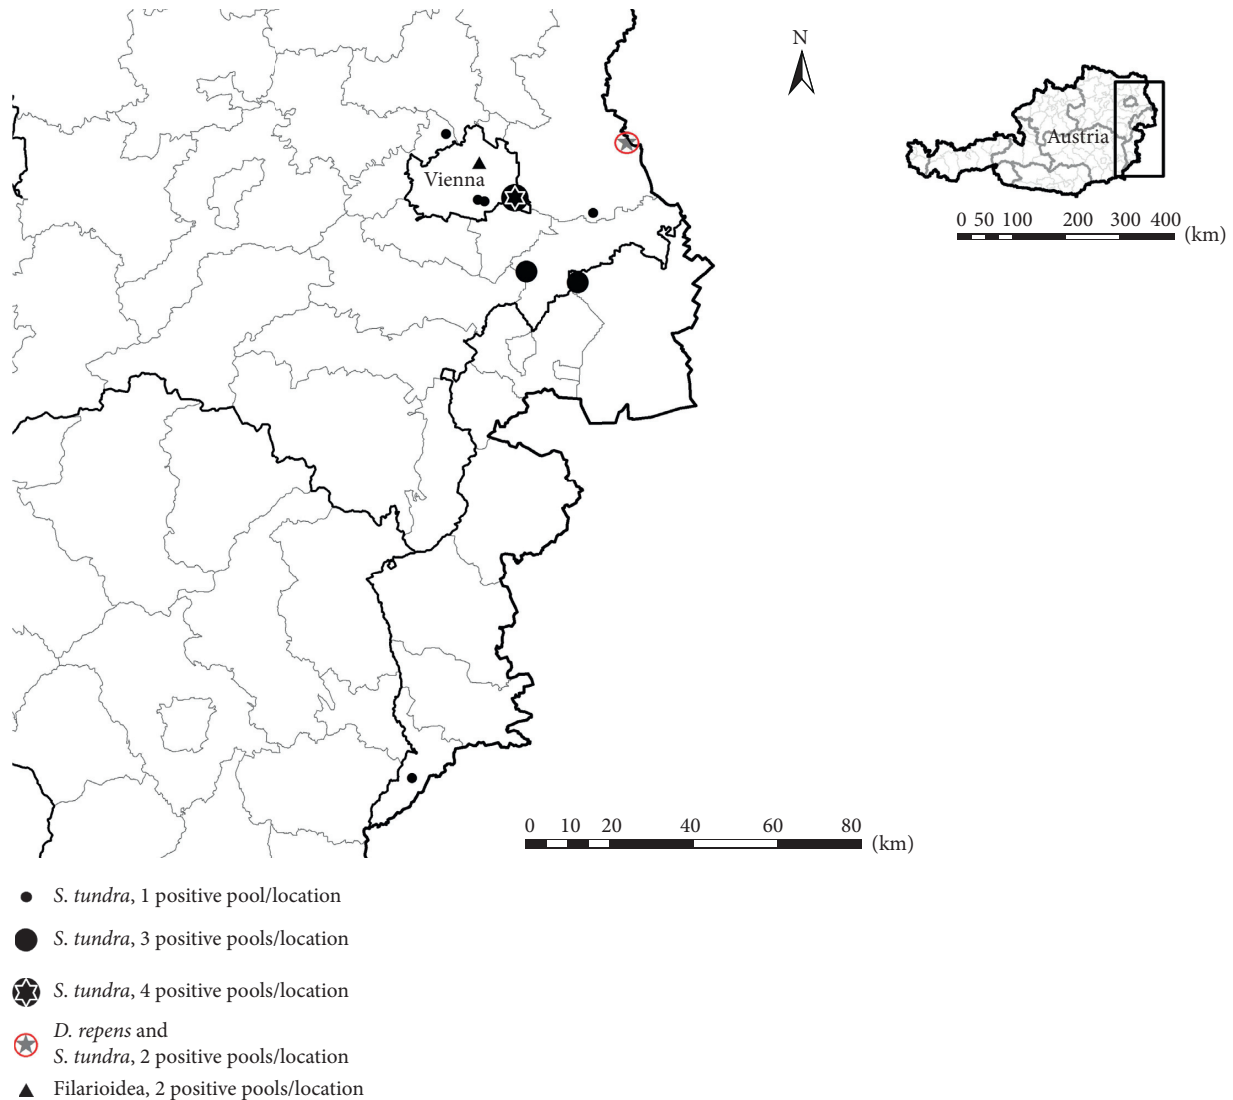 N
Austria
0 50 100 200 300 400 (km)
Vienna
0 10 20 40 60 80 (km)
S. tundra, 1 positive pool/location
S. tundra, 3 positive pools/location
S. tundra, 4 positive pools/location
D. repens and
S. tundra, 2 positive pools/location
Filarioidea, 2 positive pools/location